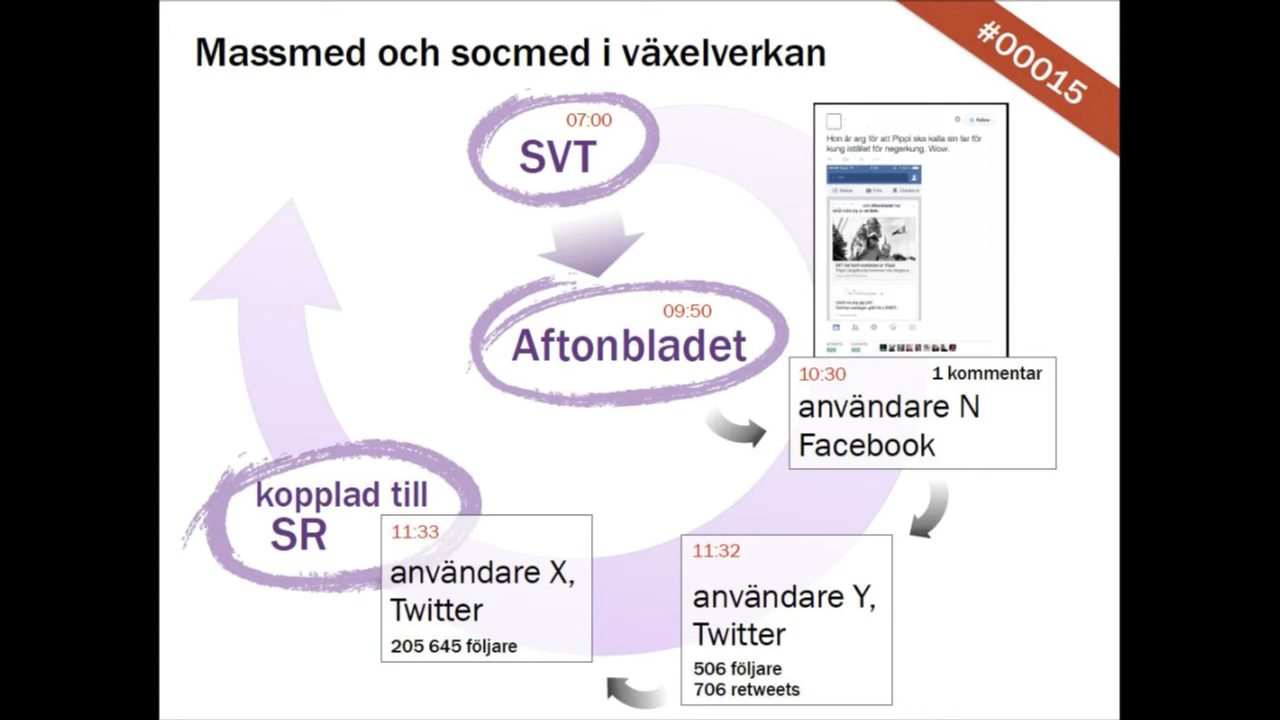 Massmed och socmed i växelverkan
#00015
07:00
SVT
09:50
Aftonbladet
Hon är arg för att Pippi ska kalla sin far för
kung istället för negerkung. Wow.
10:30 1 kommentar
användare N
Facebook
11:32
användare Y,
Twitter
506 följare
706 retweets
11:33
användare X,
Twitter
205 645 följare
kopplad till
SR